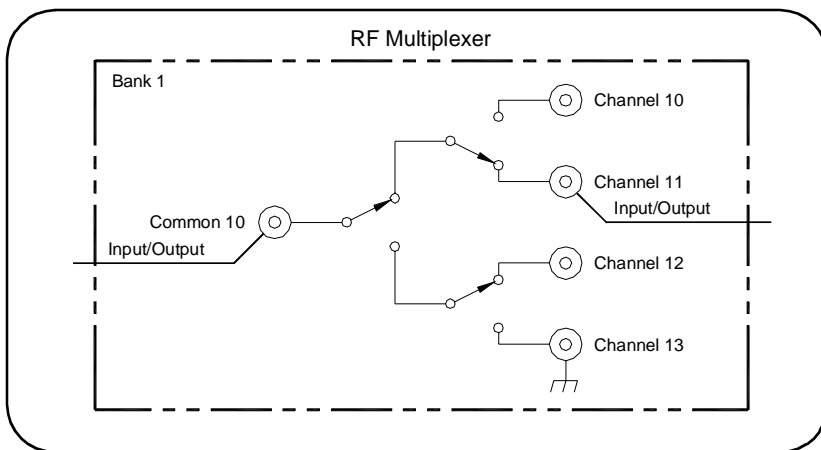 RF Multiplexer
Bank 1
Channel 10
Channel 11
Common 10
Input/Output
Input/Output
Channel 12
Channel 13